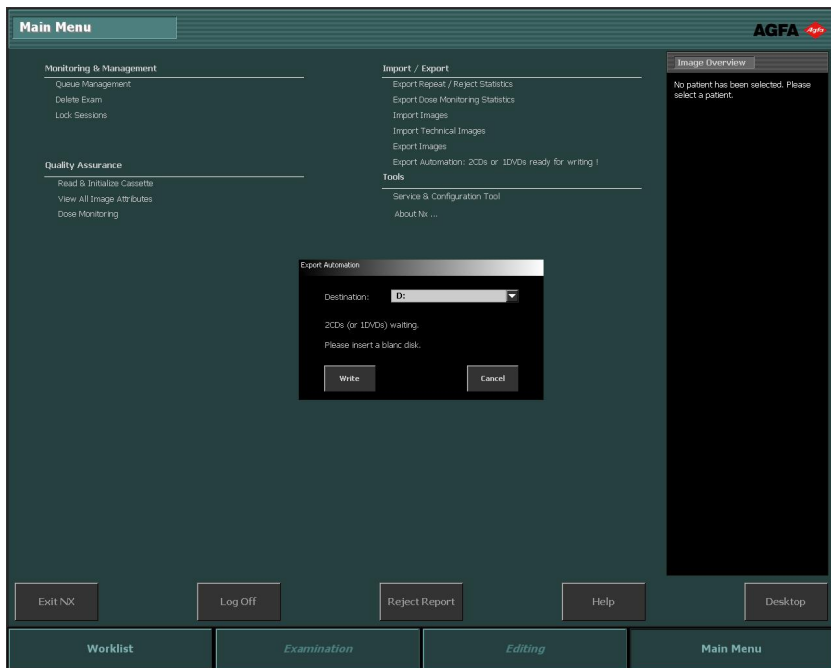 Main Menu
AGFA
Agfa
Monitoring & Management
Queue Management
Delete Exam
Lock Sessions
Quality Assurance
Read & Initialize Cassette
View All Image Attributes
Dose Monitoring
Import / Export
Export Repeat / Reject Statistics
Export Dose Monitoring Statistics
Import Images
Import Technical Images
Export Images
Export Automation: 2CDs or 1DVDs ready for writing !
Tools
Service & Configuration Tool
About Nx ...
Image Overview
No patient has been selected. Please
select a patient.
Export Automation
Destination: D:
2CDs (or 1DVDs) waiting.
Please insert a blanc disk.
Write Cancel
Exit NX Log Off Reject Report Help Desktop
Worklist Examination Editing Main Menu